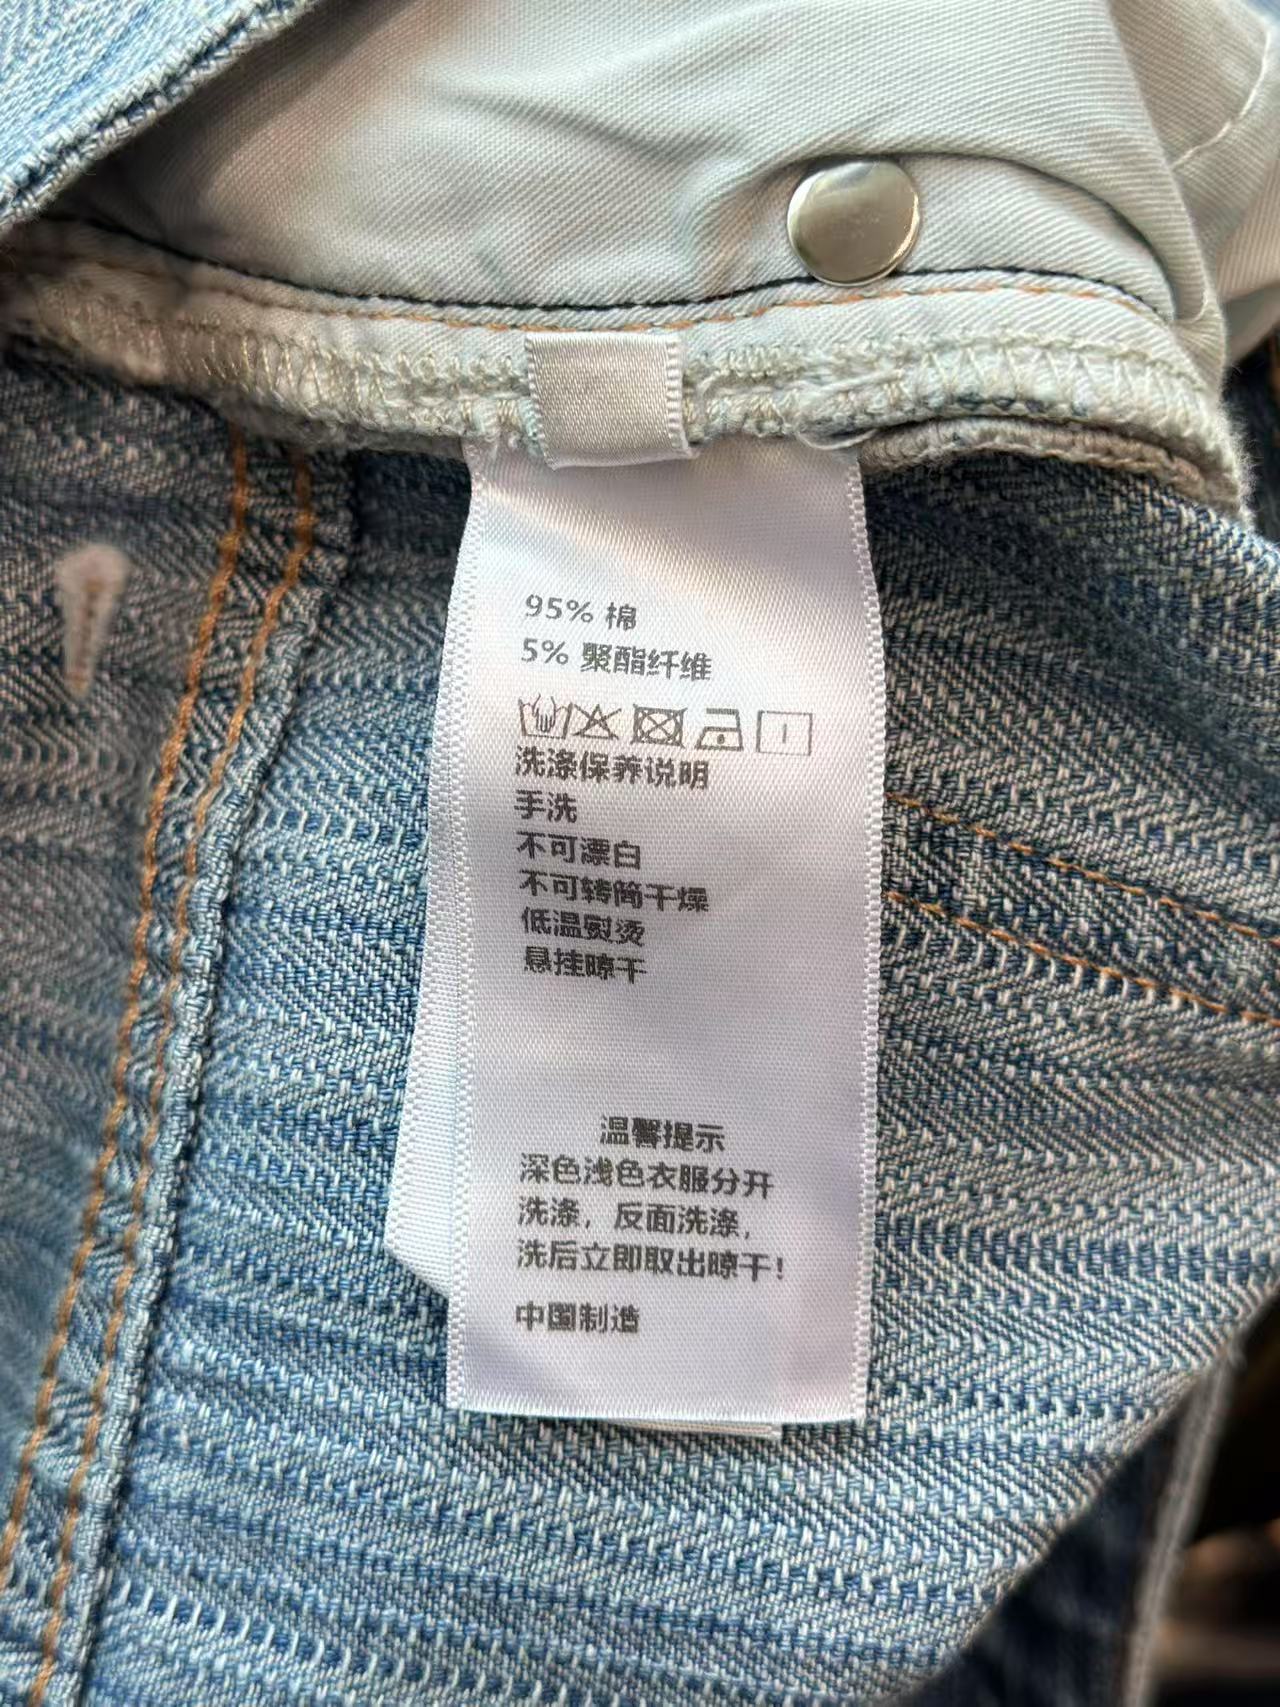 95% 棉
5% 聚酯纤维
洗涤保养说明
手洗
不可漂白
不可转筒干燥
低温熨烫
悬挂晾干
温馨提示
深色浅色衣服分开
洗涤，反面洗涤，
洗后立即取出晾干！
中国制造